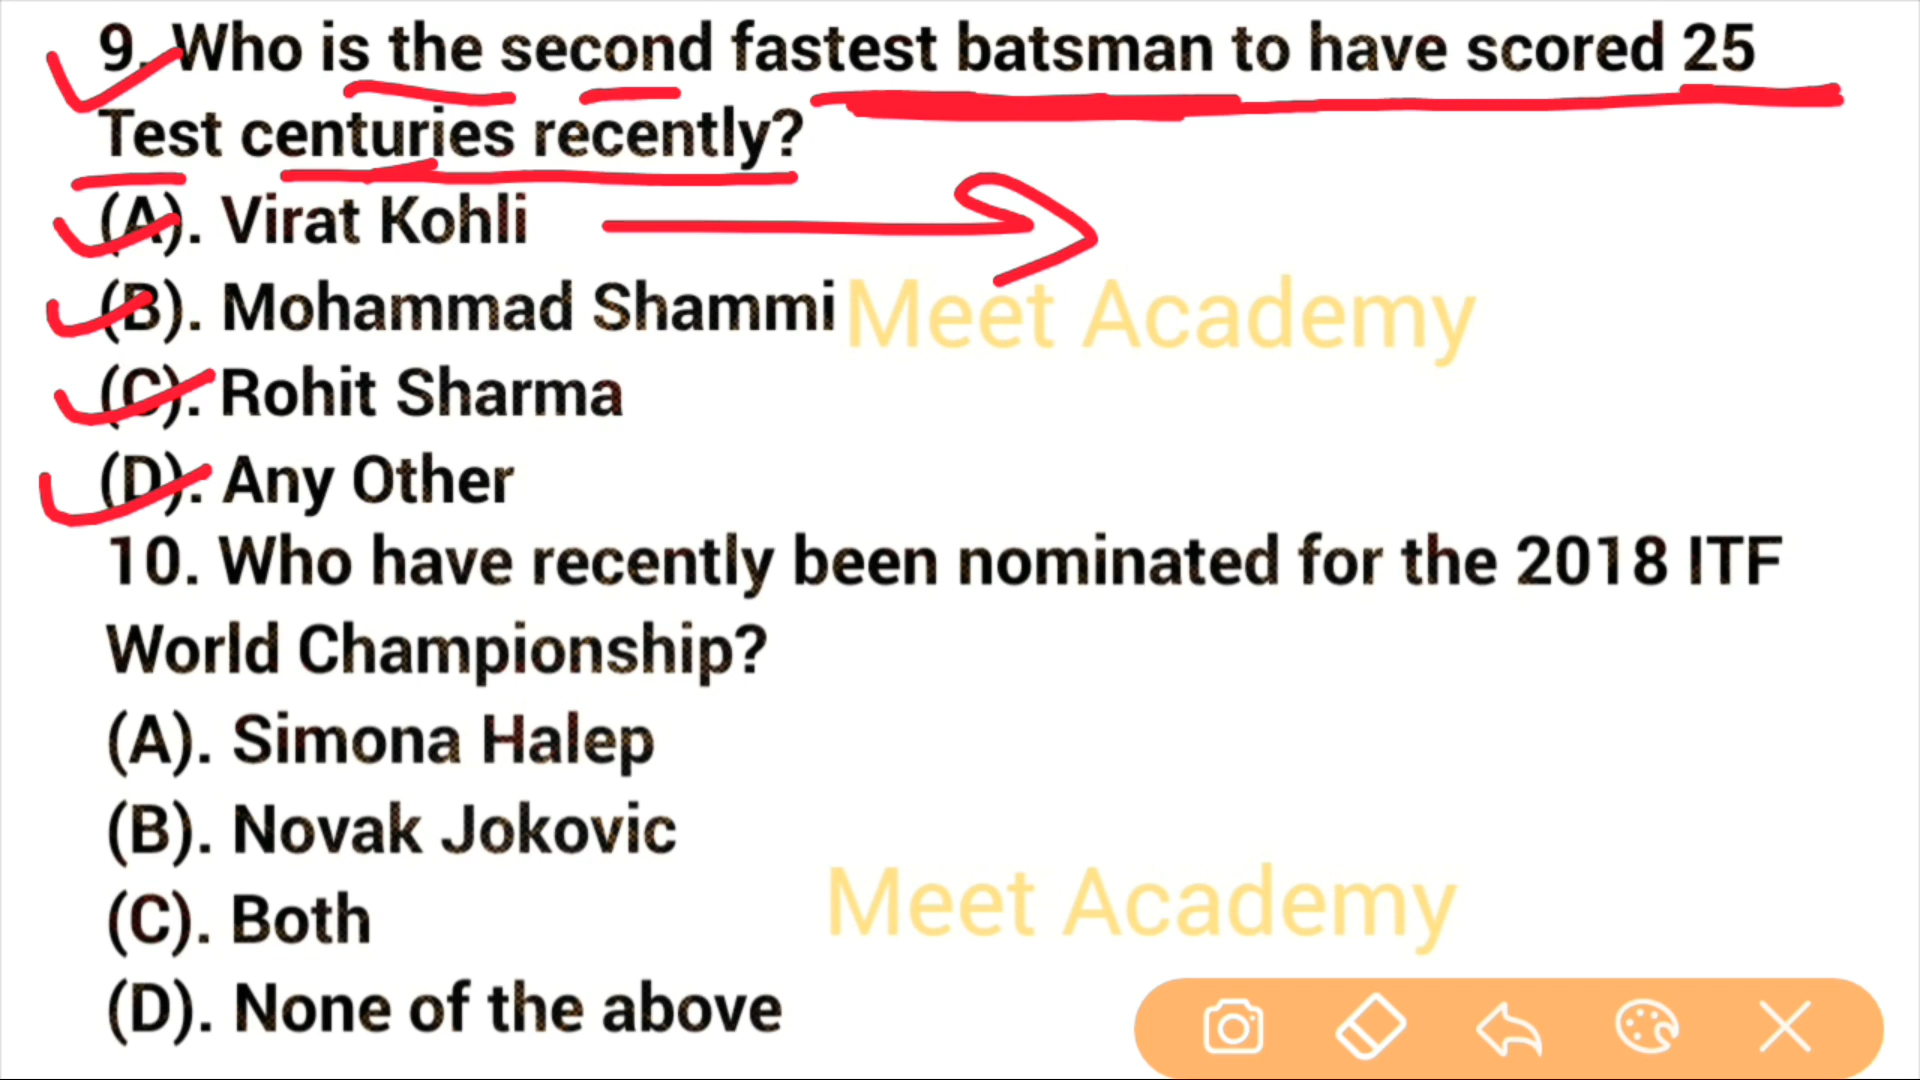 9. Who is the second fastest batsman to have scored 25
Test centuries recently?
(A). Virat Kohli
(B). Mohammad Shammi
Meet Academy
(C). Rohit Sharma
(D). Any Other
10. Who have recently been nominated for the 2018 ITF
World Championship?
(A). Simona Halep
(B). Novak Jokovic
(C). Both
Meet Academy
(D). None of the above